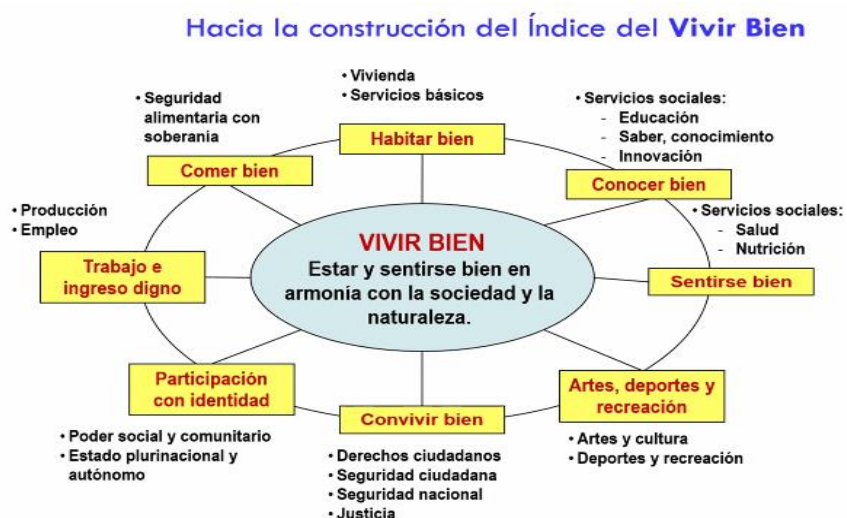 Hacia la construcción del Índice del Vivir Bien
• Vivienda
• Servicios básicos
Habitar bien
• Seguridad
alimentaria con
soberanía
Comer bien
• Servicios sociales:
- Educación
- Saber, conocimiento
- Innovación
Conocer bien
• Producción
• Empleo
Trabajo e
ingreso digno
VIVIR BIEN
Estar y sentirse bien en
armonía con la sociedad y la
naturaleza.
• Servicios sociales:
- Salud
- Nutrición
Sentirse bien
Participación
con identidad
• Poder social y comunitario
• Estado plurinacional y
autónomo
Convivir bien
• Derechos ciudadanos
• Seguridad ciudadana
• Seguridad nacional
• Justicia
Artes, deportes y
recreación
• Artes y cultura
• Deportes y recreación